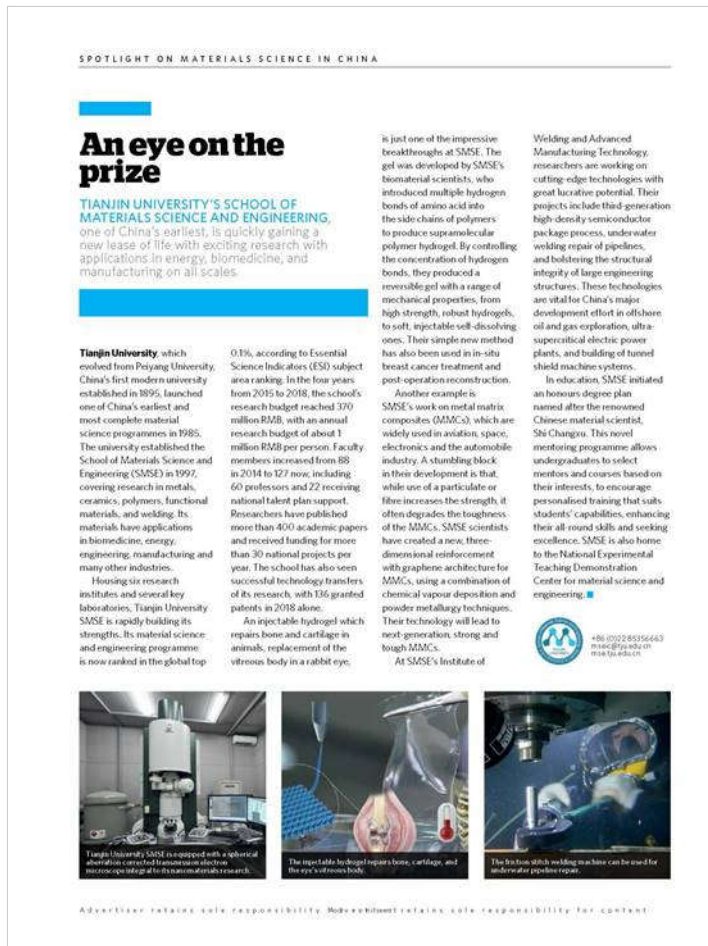 SPOTLIGHT ON MATERIALS SCIENCE IN CHINA
An eye on the
prize
TIANJIN UNIVERSITY'S SCHOOL OF
MATERIALS SCIENCE AND ENGINEERING,
one of China's earliest, is quickly gaining a
new lease of life with exciting research with
applications in energy, biomedicine, and
manufacturing on all scales.
Tianjin University, which
evolved from Peiyang University,
China's first modern university
established in 1895, launched
one of China's earliest and
most complete material
science programmes in 1985.
The university established the
School of Materials Science and
Engineering (SMSE) in 1997,
covering research in metals,
ceramics, polymers, functional
materials, and welding. Its
materials have applications
in biomedicine, energy,
engineering, manufacturing and
many other industries.
Housing six research
institutes and several key
laboratories, Tianjin University
SMSE is rapidly building its
strengths. Its material science
and engineering programme
is now ranked in the global top
0.1%, according to Essential
Science Indicators (ESI) subject
area ranking. In the four years
from 2015 to 2018, the school's
research budget reached 370
million RMB, with an annual
research budget of about 1
million RMB per person. Faculty
members increased from 88
in 2014 to 127 now, including
60 professors and 22 receiving
national talent plan support.
Researchers have published
more than 400 academic papers
and received funding for more
than 30 national projects per
year. The school has also seen
successful technology transfers
of its research, with 136 granted
patents in 2018 alone.
An injectable hydrogel which
repairs bone and cartilage in
animals, replacement of the
vitreous body in a rabbit eye,
is just one of the impressive
breakthroughs at SMSE. The
gel was developed by SMSE's
biomaterial scientists, who
introduced multiple hydrogen
bonds of amino acid into
the side chains of polymers
to produce supramolecular
polymer hydrogel. By controlling
the concentration of hydrogen
bonds, they produced a
reversible gel with a range of
mechanical properties, from
high strength, robust hydrogels,
to soft, injectable self-dissolving
ones. Their simple new method
has also been used in in-situ
breast cancer treatment and
post-operation reconstruction.
Another example is
SMSE's work on metal matrix
composites (MMCs), which are
widely used in aviation, space,
electronics and the automobile
industry. A stumbling block
in their development is that,
while use of a particulate or
fibre increases the strength, it
often degrades the toughness
of the MMCs. SMSE scientists
have created a new, three-
dimensional reinforcement
with graphene architecture for
MMCs, using a combination of
chemical vapour deposition and
powder metallurgy techniques.
Their technology will lead to
next-generation, strong and
tough MMCs.
At SMSE's Institute of
Welding and Advanced
Manufacturing Technology,
researchers are working on
cutting-edge technologies with
great lucrative potential. Their
projects include third-generation
high-density semiconductor
package process, underwater
welding repair of pipelines,
and bolstering the structural
integrity of large engineering
structures. These technologies
are vital for China's major
development effort in offshore
oil and gas exploration, ultra-
supercritical electric power
plants, and building of tunnel
shield machine systems.
In education, SMSE initiated
an honours degree plan
named after the renowned
Chinese material scientist,
Shi Changxu. This novel
mentoring programme allows
undergraduates to select
mentors and courses based on
their interests, to encourage
personalised training that suits
students' capabilities, enhancing
their all-round skills and seeking
excellence. SMSE is also home
to the National Experimental
Teaching Demonstration
Center for material science and
engineering.
+86 (0)22 85356663
mseic@tju.edu.cn
mse.tju.edu.cn
Tianjin University SMSE is equipped with a spherical
aberration corrected transmission electron
microscope integral to its nanomaterials research.
The injectable hydrogel repairs bone, cartilage, and
the eye's vitreous body.
The friction stitch welding machine can be used for
underwater pipeline repair.
Advertiser retains sole responsibility
retains sole responsibility for content